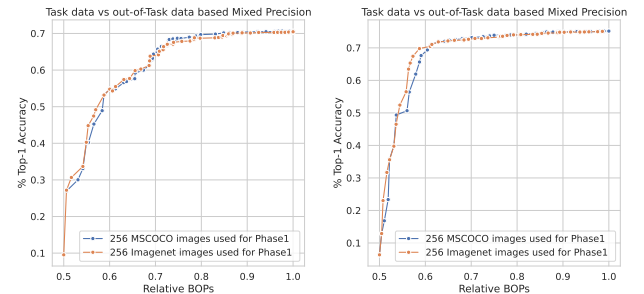 Task data vs out-of-Task data based Mixed Precision
% Top-1 Accuracy
0.7
0.6
0.5
0.4
0.3
0.2
0.1
256 MSCOCO images used for Phase1
256 Imagenet images used for Phase1
0.5 0.6 0.7 0.8 0.9 1.0
Relative BOPs
Task data vs out-of-Task data based Mixed Precision
% Top-1 Accuracy
0.7
0.6
0.5
0.4
0.3
0.2
0.1
256 MSCOCO images used for Phase1
256 Imagenet images used for Phase1
0.5 0.6 0.7 0.8 0.9 1.0
Relative BOPs